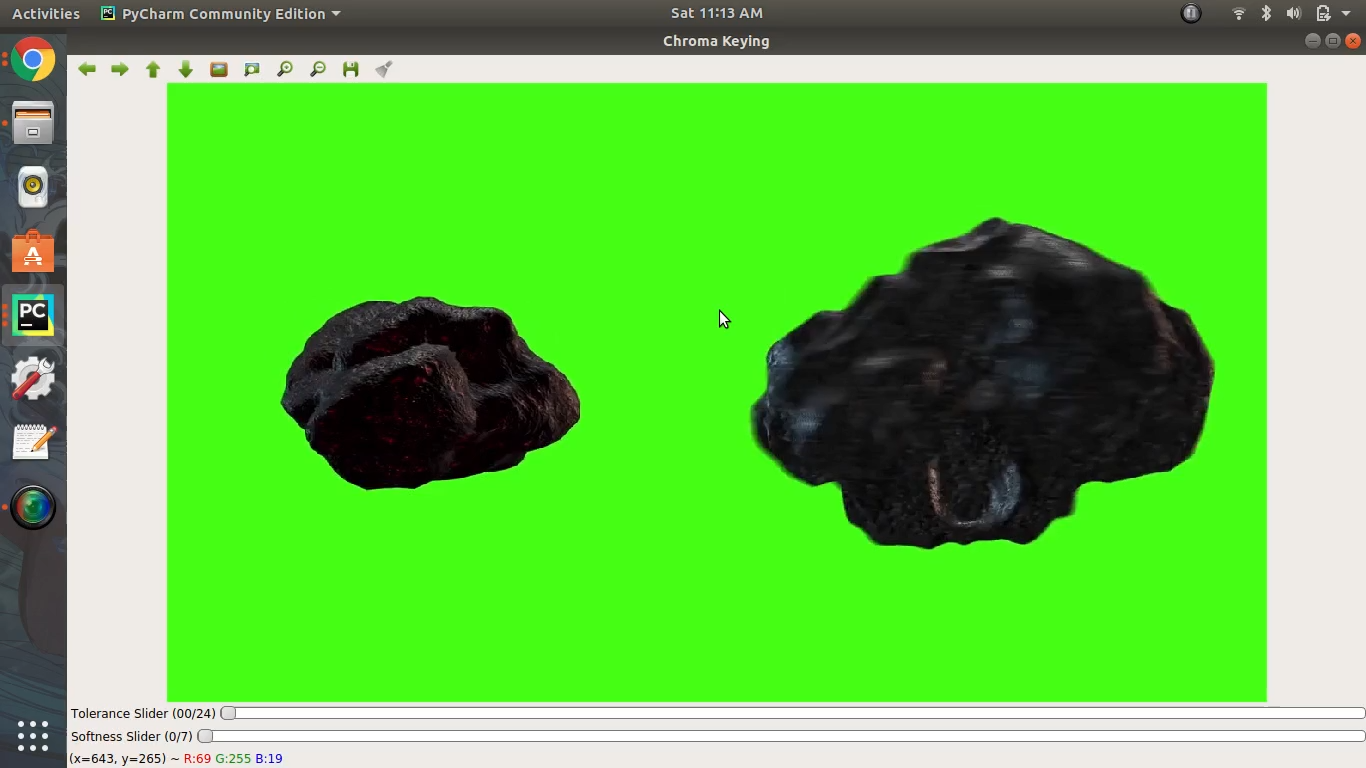 Activities PyCharm Community Edition Sat 11:13 AM
Chroma Keying
PC
Tolerance Slider (00/24)
Softness Slider (0/7)
(x=643, y=265) ~ R:69 G:255 B:19